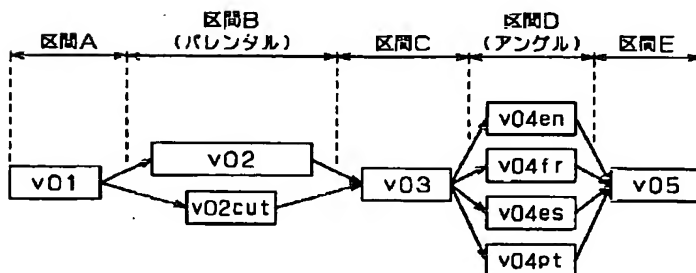 区間A
区間B
(パレンタル)
区間C
区間D
(アングル)
区間E
v01
v02
v02cut
v03
v04en
v04fr
v04es
v04pt
v05